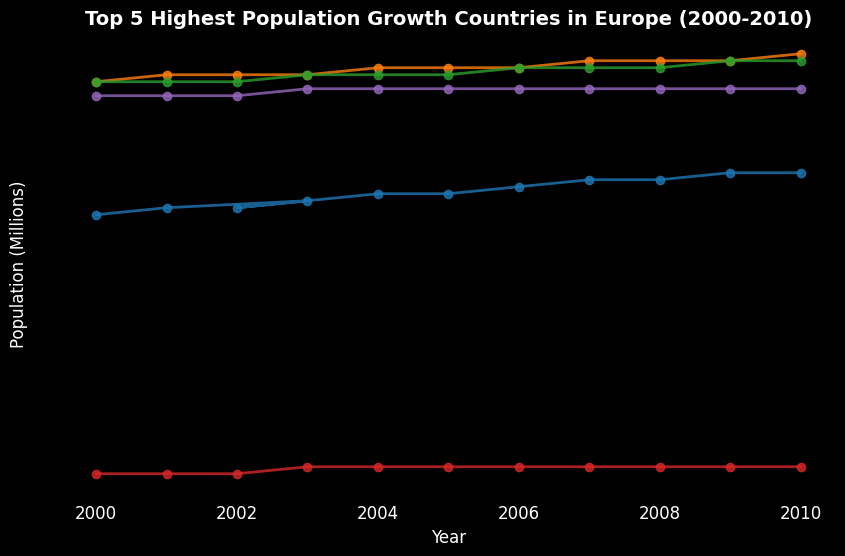 Top 5 Highest Population Growth Countries in Europe (2000-2010)
Population (Millions)
2000 2002 2004 2006 2008 2010
Year